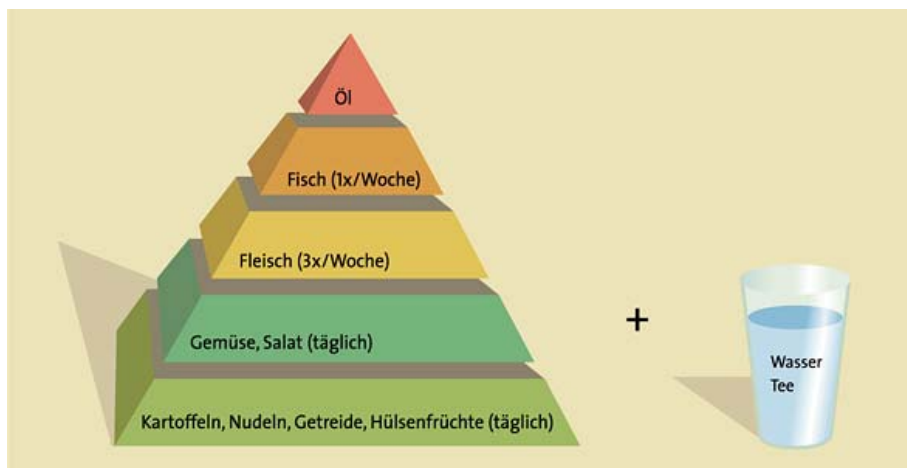 Öl
Fisch (1x/Woche)
Fleisch (3x/Woche)
Gemüse, Salat (täglich)
Kartoffeln, Nudeln, Getreide, Hülsenfrüchte (täglich)
+
Wasser
Tee